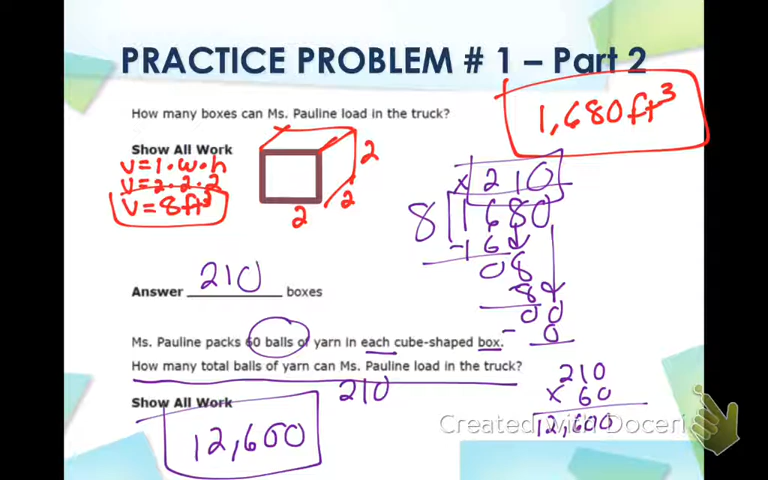 PRACTICE PROBLEM # 1 – Part 2
How many boxes can Ms. Pauline load in the truck?
1,680 ft³
Show All Work
V = l · w · h
V = 2 · 2 · 2
V = 8 ft³
2
2
2
× 210
8 1680
-16
08
8
00
- 0
Answer 210 boxes
Ms. Pauline packs 60 balls of yarn in each cube-shaped box.
How many total balls of yarn can Ms. Pauline load in the truck?
210
Show All Work
12,600
210
× 60
12,600
Created with Doceri